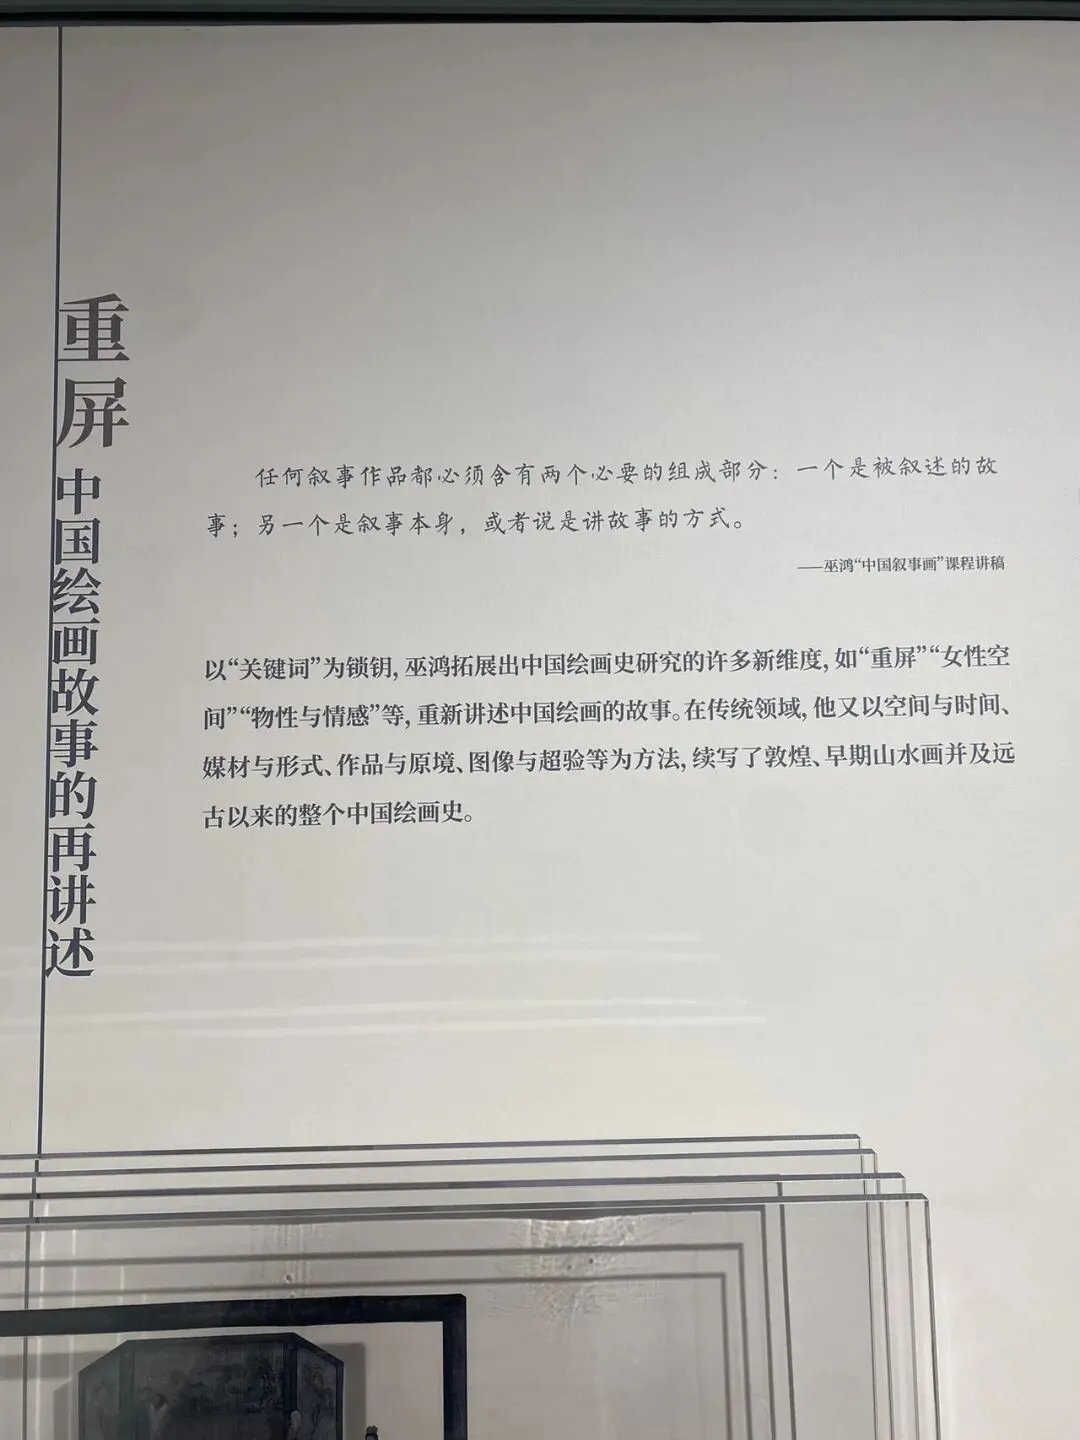 重屏
中国绘画故事的再讲述
任何叙事作品都必须含有两个必要的组成部分：一个是被叙述的故
事；另一个是叙事本身，或者说是讲故事的方式。
——巫鸿“中国叙事画”课程讲稿
以“关键词”为锁钥，巫鸿拓展出中国绘画史研究的许多新维度，如“重屏”“女性空
间”“物性与情感”等，重新讲述中国绘画的故事。在传统领域，他又以空间与时间、
媒材与形式、作品与原境、图像与超验等为方法，续写了敦煌、早期山水画并及远
古以来的整个中国绘画史。